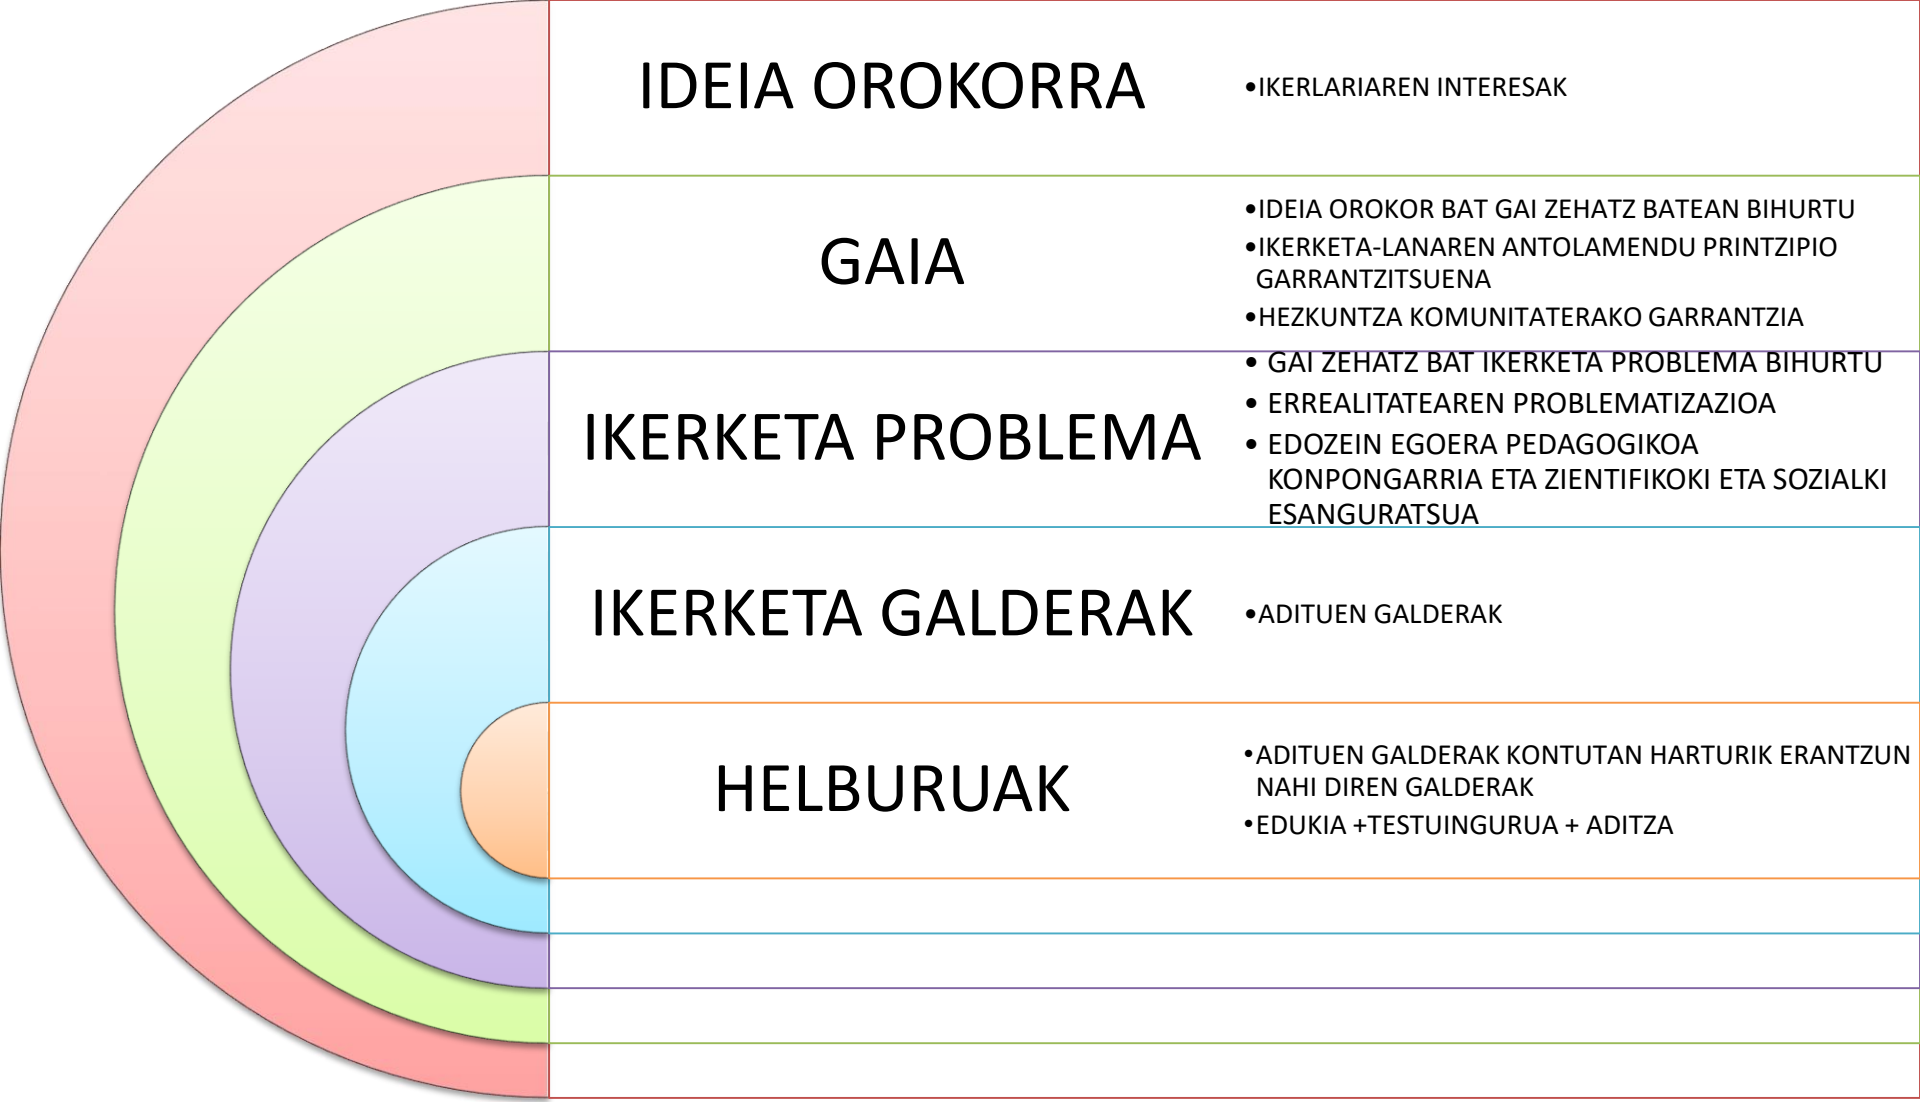 IDEIA OROKORRA
•IKERLARIAREN INTERESAK
GAIA
•IDEIA OROKOR BAT GAI ZEHATZ BATEAN BIHURTU
•IKERKETA-LANAREN ANTOLAMENDU PRINTZIPIO
GARRANTZITSUENA
•HEZKUNTZA KOMUNITATERAKO GARRANTZIA
IKERKETA PROBLEMA
• GAI ZEHATZ BAT IKERKETA PROBLEMA BIHURTU
• ERREALITATEAREN PROBLEMATIZAZIOA
• EDOZEIN EGOERA PEDAGOGIKOA
KONPONGARRIA ETA ZIENTIFIKOKI ETA SOZIALKI
ESANGURATSUA
IKERKETA GALDERAK
•ADITUEN GALDERAK
HELBURUAK
•ADITUEN GALDERAK KONTUTAN HARTURIK ERANTZUN
NAHI DIREN GALDERAK
•EDUKIA +TESTUINGURUA + ADITZA